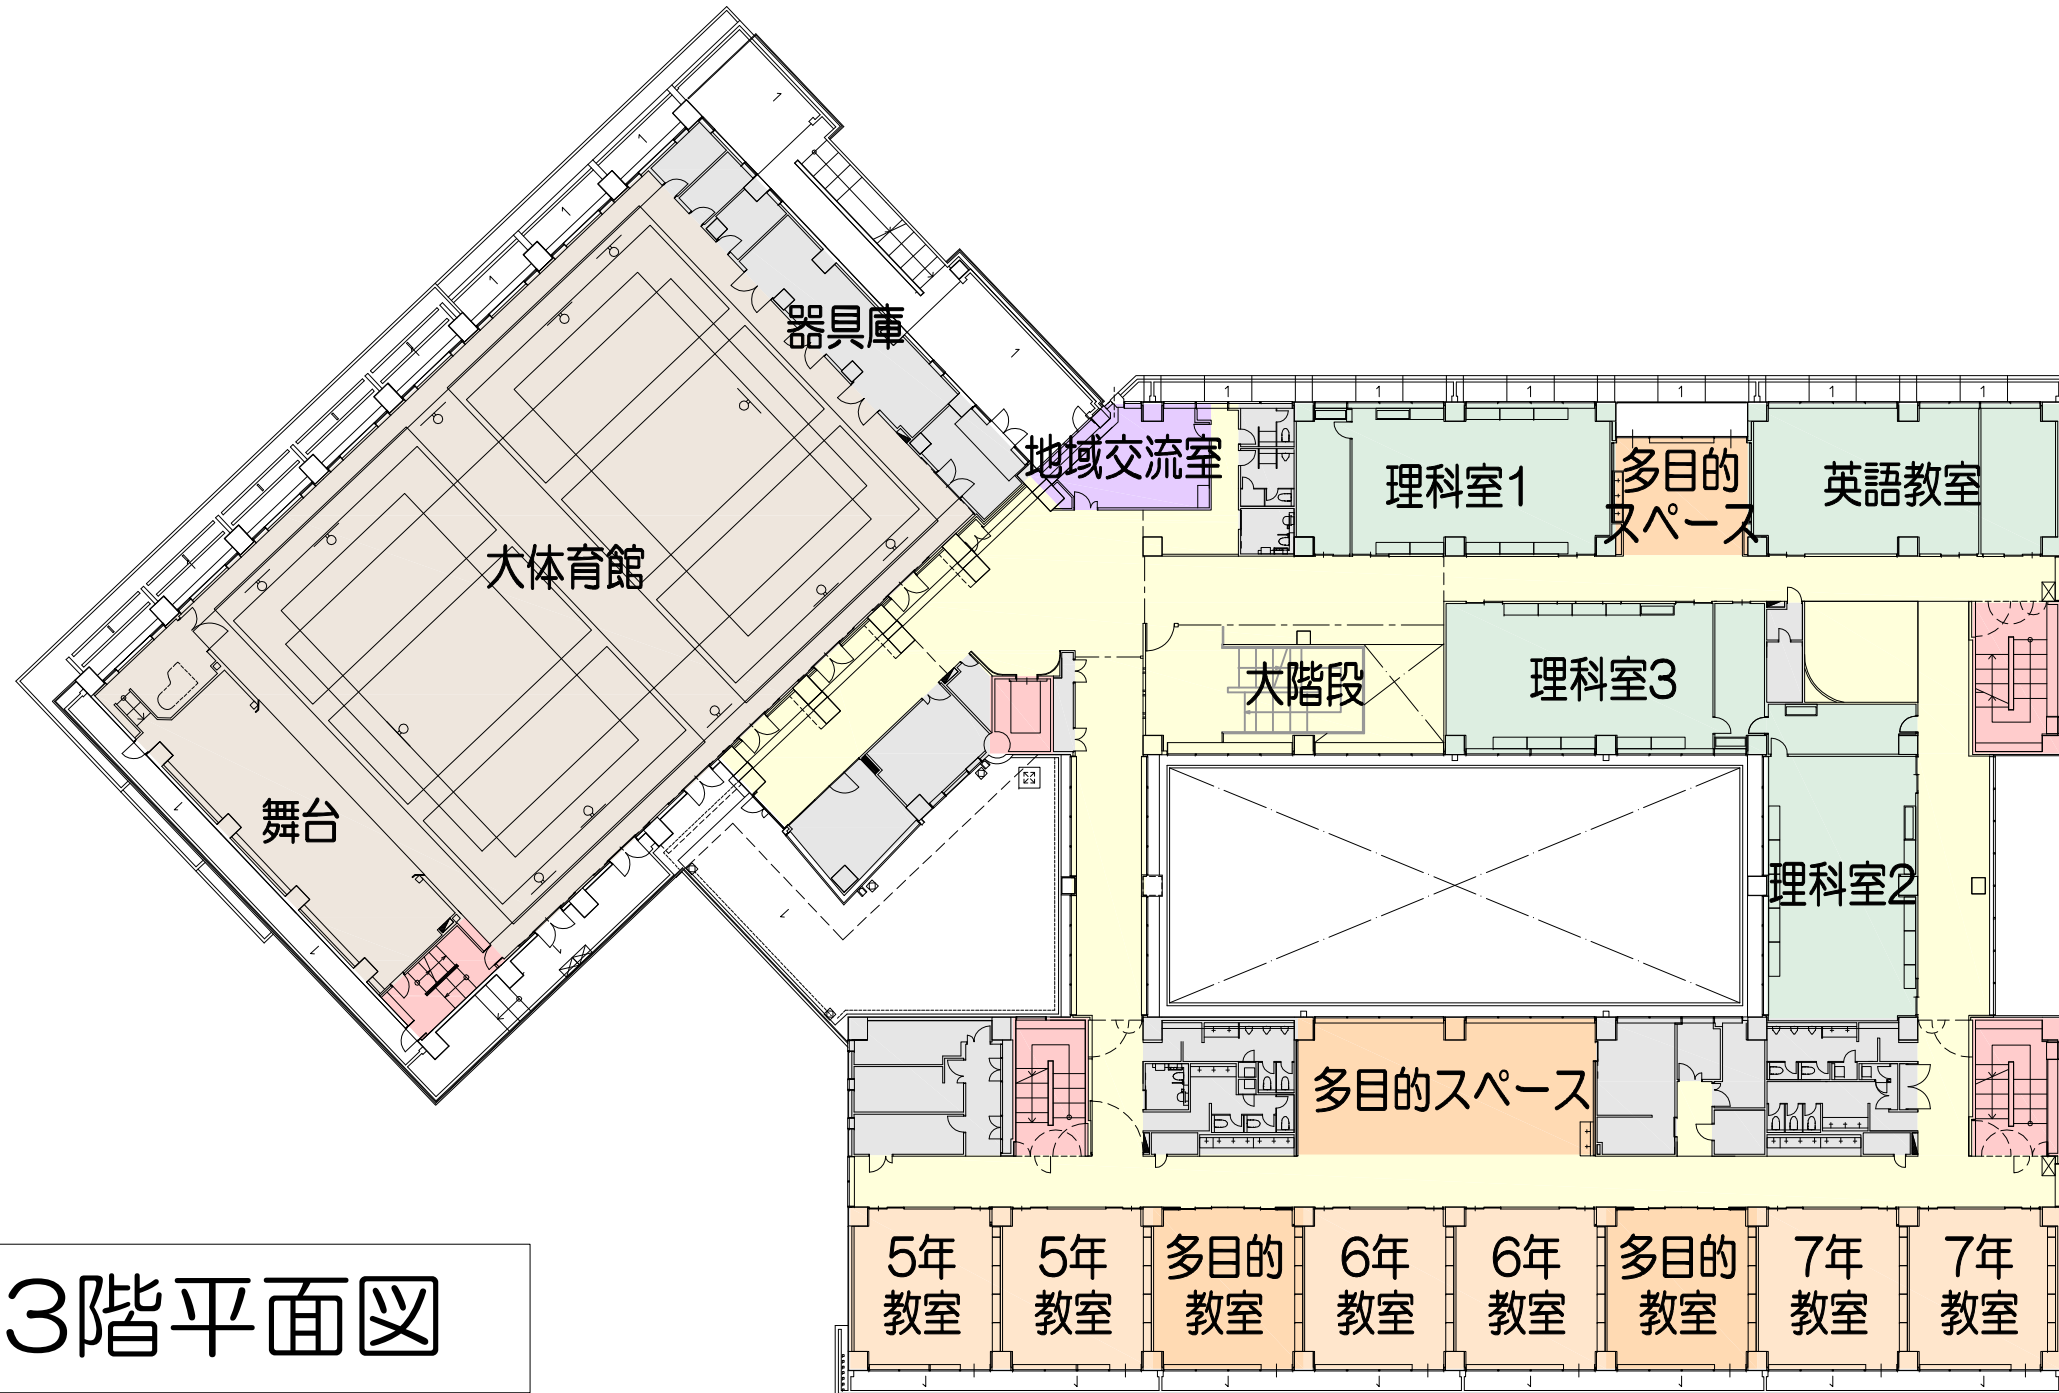 器具庫
地域交流室
理科室1
多目的
スペース
英語教室
大体育館
大階段
理科室3
舞台
理科室2
多目的スペース
5年
教室
5年
教室
多目的
教室
6年
教室
6年
教室
多目的
教室
7年
教室
7年
教室
3階平面図